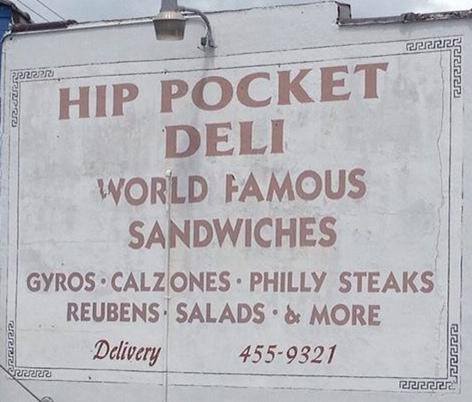 HIP POCKET
DELI
WORLD FAMOUS
SANDWICHES
GYROS · CALZONES · PHILLY STEAKS
REUBENS · SALADS · & MORE
Delivery 455-9321